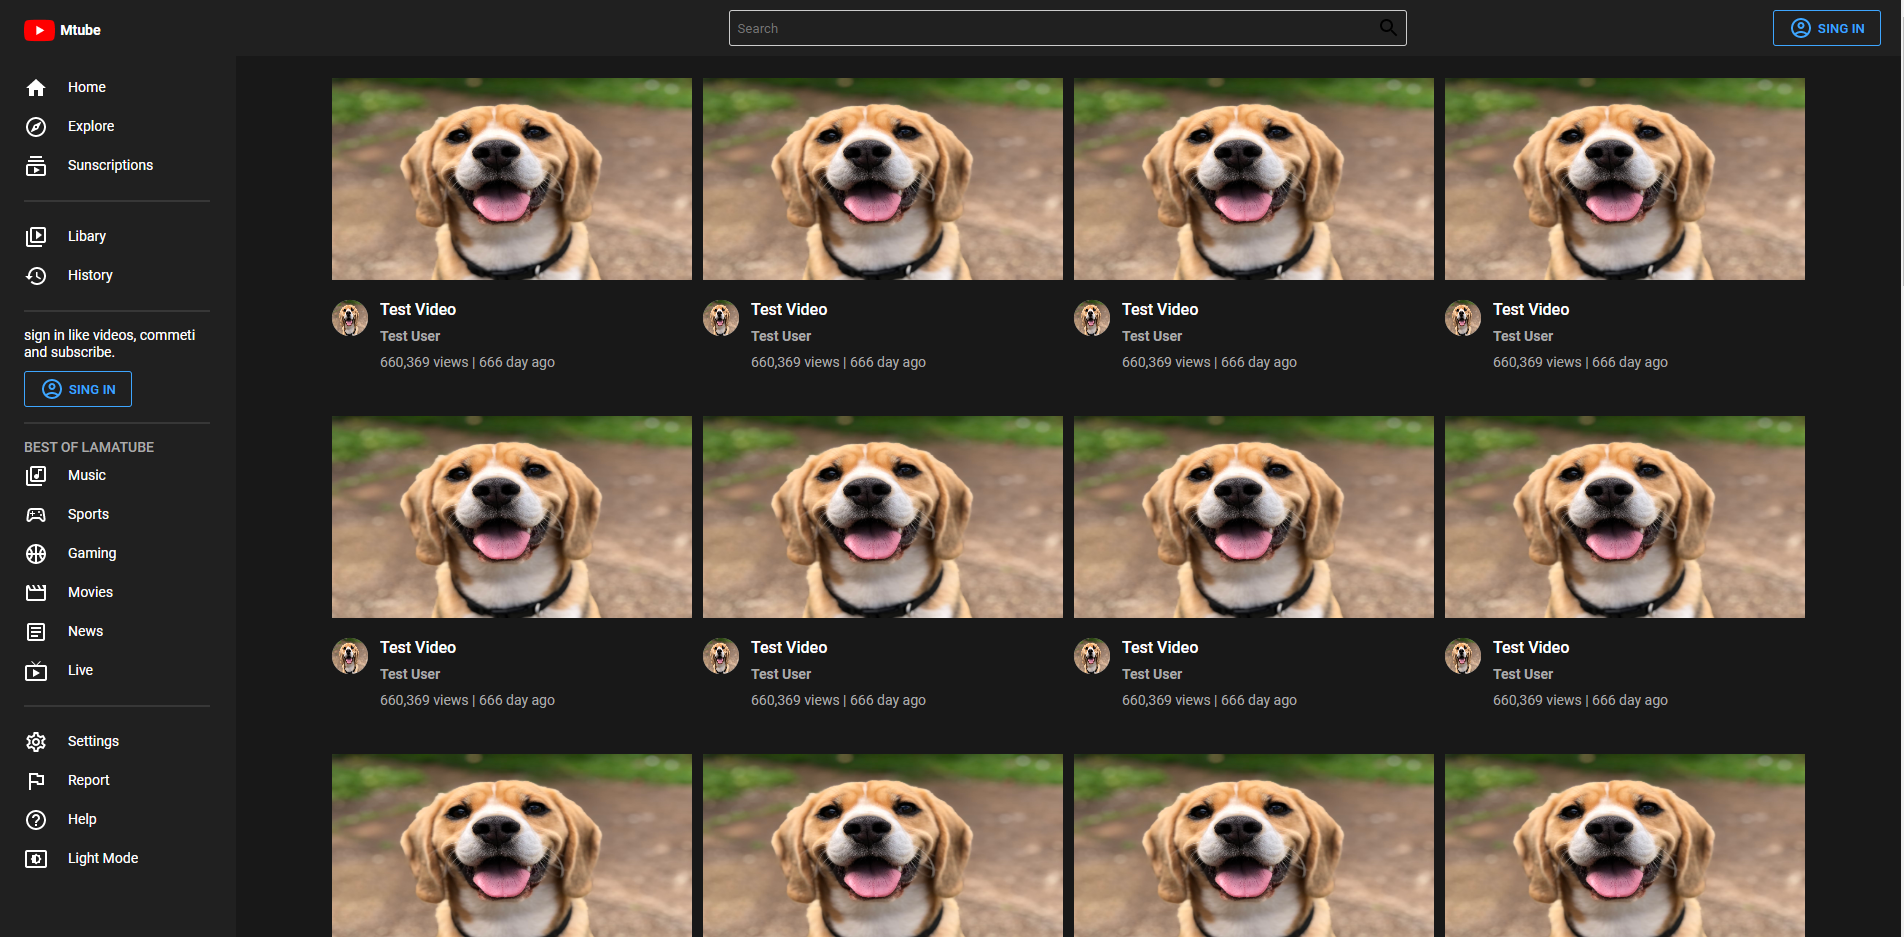 Mtube
Search
SING IN
Home
Explore
Sunscriptions
Libary
History
sign in like videos, commeti
and subscribe.
SING IN
BEST OF LAMATUBE
Music
Sports
Gaming
Movies
News
Live
Settings
Report
Help
Light Mode
Test Video
Test User
660,369 views | 666 day ago
Test Video
Test User
660,369 views | 666 day ago
Test Video
Test User
660,369 views | 666 day ago
Test Video
Test User
660,369 views | 666 day ago
Test Video
Test User
660,369 views | 666 day ago
Test Video
Test User
660,369 views | 666 day ago
Test Video
Test User
660,369 views | 666 day ago
Test Video
Test User
660,369 views | 666 day ago